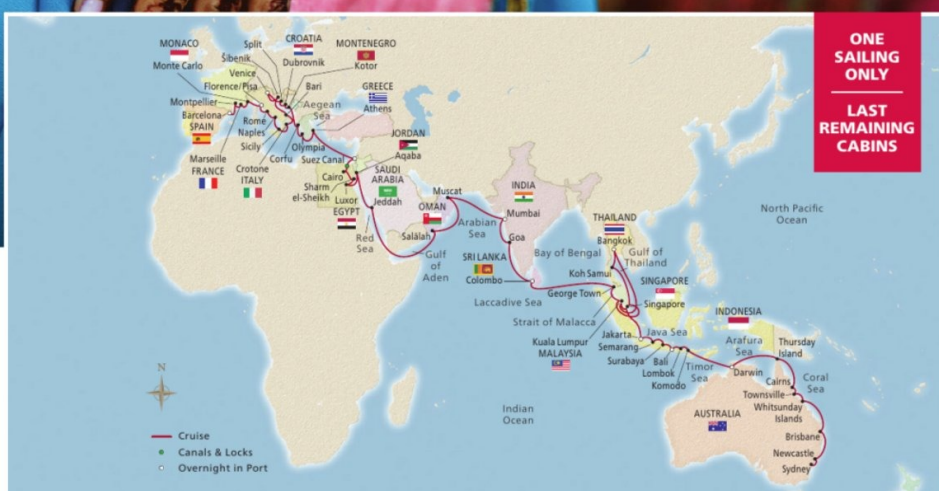 ONE
SAILING
ONLY
LAST
REMAINING
CABINS
MONACO
Monte Carlo
Split
Šibenik
Venice
Florence/Pisa
CROATIA
Dubrovnik
MONTENEGRO
Kotor
Bari
Aegean
Sea
GREECE
Athens
Montpellier
Barcelona
SPAIN
Rome
Naples
Sicily
Marseille
FRANCE
Crotone
ITALY
Corfu
Olympia
Suez Canal
Cairo
Sharm
el-Sheikh
Luxor
EGYPT
JORDAN
Aqaba
SAUDI
ARABIA
Jeddah
Red
Sea
OMAN
Muscat
Salālah
Gulf
of
Aden
Arabian
Sea
INDIA
Mumbai
Goa
SRI LANKA
Colombo
Laccadive Sea
Bay of Bengal
THAILAND
Bangkok
Gulf of
Thailand
Koh Samui
George Town
SINGAPORE
Singapore
Strait of Malacca
Kuala Lumpur
MALAYSIA
INDONESIA
Java Sea
Jakarta
Semarang
Surabaya
Bali
Lombok
Komodo
Timor
Sea
Arafura
Sea
Thursday
Island
Darwin
Cairns
Coral
Sea
Townsville
Whitsunday
Islands
AUSTRALIA
Brisbane
Newcastle
Sydney
North Pacific
Ocean
Indian
Ocean
N
Cruise
Canals & Locks
Overnight in Port